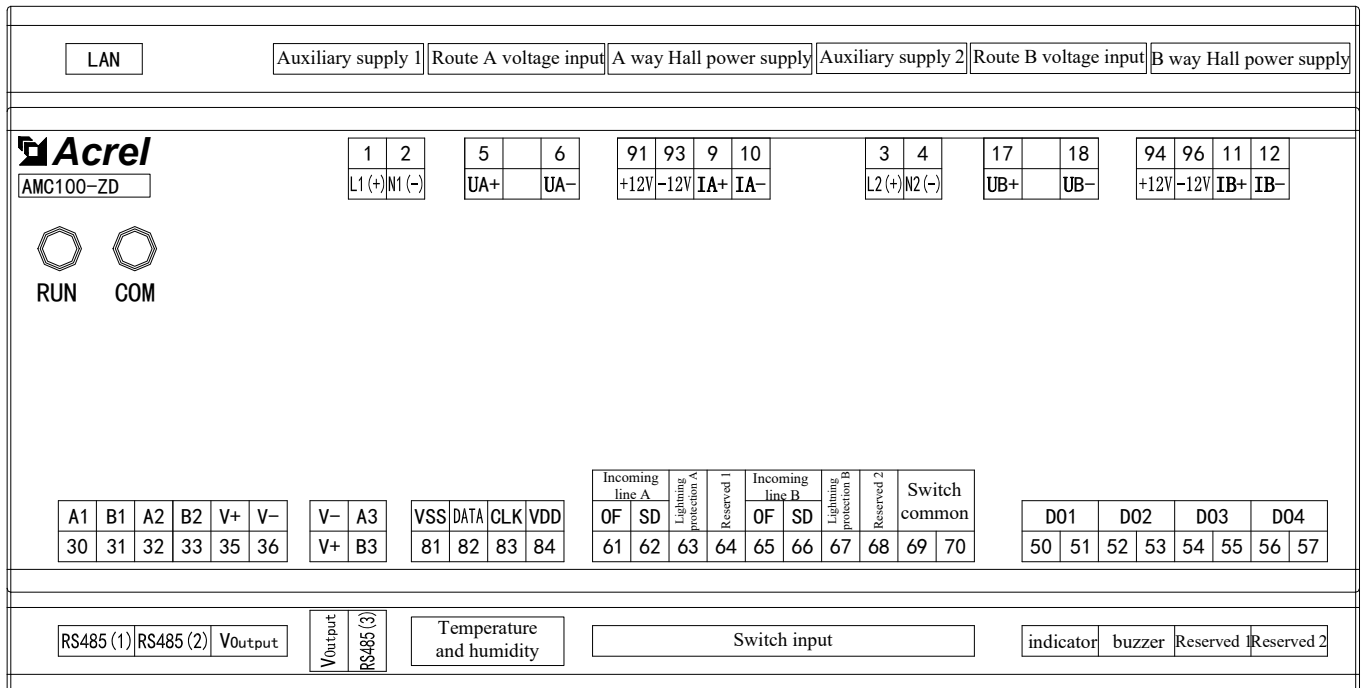 LAN
Auxiliary supply 1 Route A voltage input A way Hall power supply Auxiliary supply 2 Route B voltage input B way Hall power supply
Acrel
AMC100-ZD
1 2 5 6 91 93 9 10 3 4 17 18 94 96 11 12
L1(+) N1(-) UA+ UA- +12V -12V IA+ IA- L2(+) N2(-) UB+ UB- +12V -12V IB+ IB-
RUN COM
Incoming line A
Lightning protection A
Reserved 1
Incoming line B
Lightning protection B
Reserved 2
Switch common
A1 B1 A2 B2 V+ V- V- A3 VSS DATA CLK VDD OF SD OF SD DO1 DO2 DO3 DO4
30 31 32 33 35 36 V+ B3 81 82 83 84 61 62 63 64 65 66 67 68 69 70 50 51 52 53 54 55 56 57
RS485(1) RS485(2) VOutput
VOutput
RS485(3)
Temperature
and humidity
Switch input
indicator buzzer Reserved 1 Reserved 2